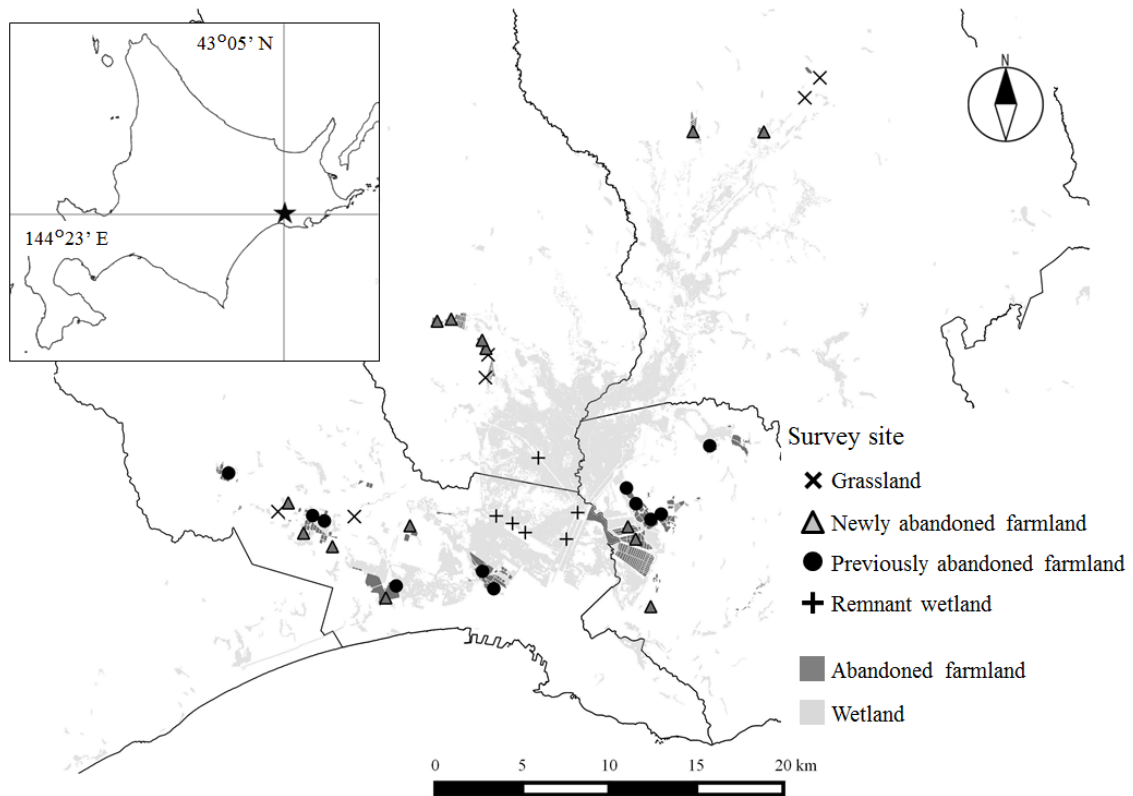 43°05' N
144°23' E
N
Survey site
Grassland
Newly abandoned farmland
Previously abandoned farmland
Remnant wetland
Abandoned farmland
Wetland
0 5 10 15 20 km